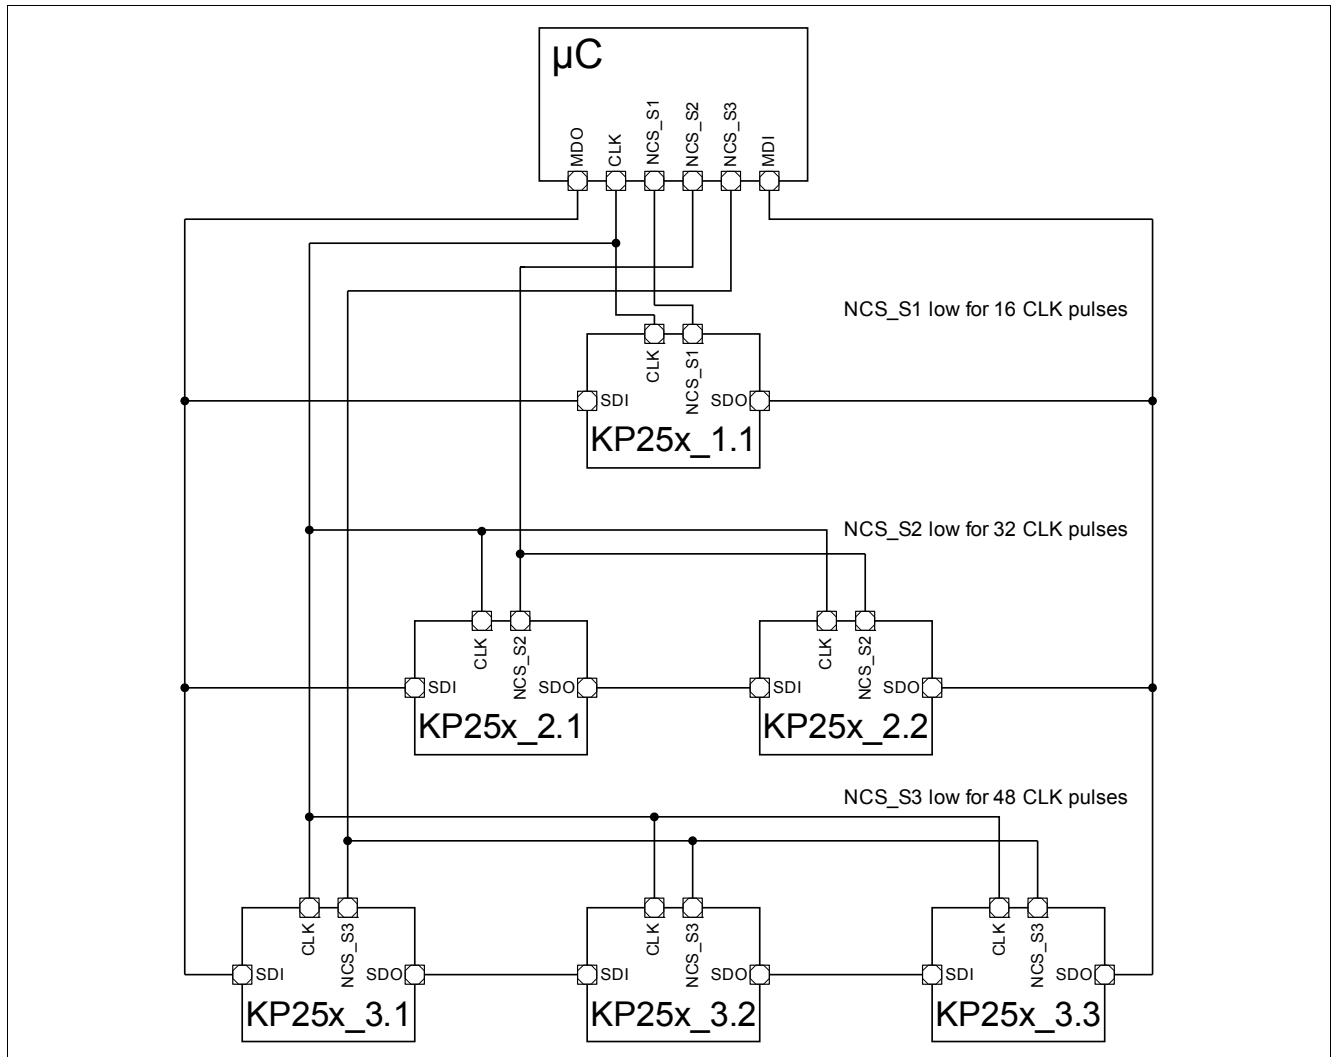 µC
MDO
CLK
NCS_S1
NCS_S2
NCS_S3
MDI
NCS_S1 low for 16 CLK pulses
CLK
NCS_S1
SDI
SDO
KP25x_1.1
NCS_S2 low for 32 CLK pulses
CLK
NCS_S2
SDI
SDO
KP25x_2.1
CLK
NCS_S2
SDI
SDO
KP25x_2.2
NCS_S3 low for 48 CLK pulses
CLK
NCS_S3
SDI
SDO
KP25x_3.1
CLK
NCS_S3
SDI
SDO
KP25x_3.2
CLK
NCS_S3
SDI
SDO
KP25x_3.3